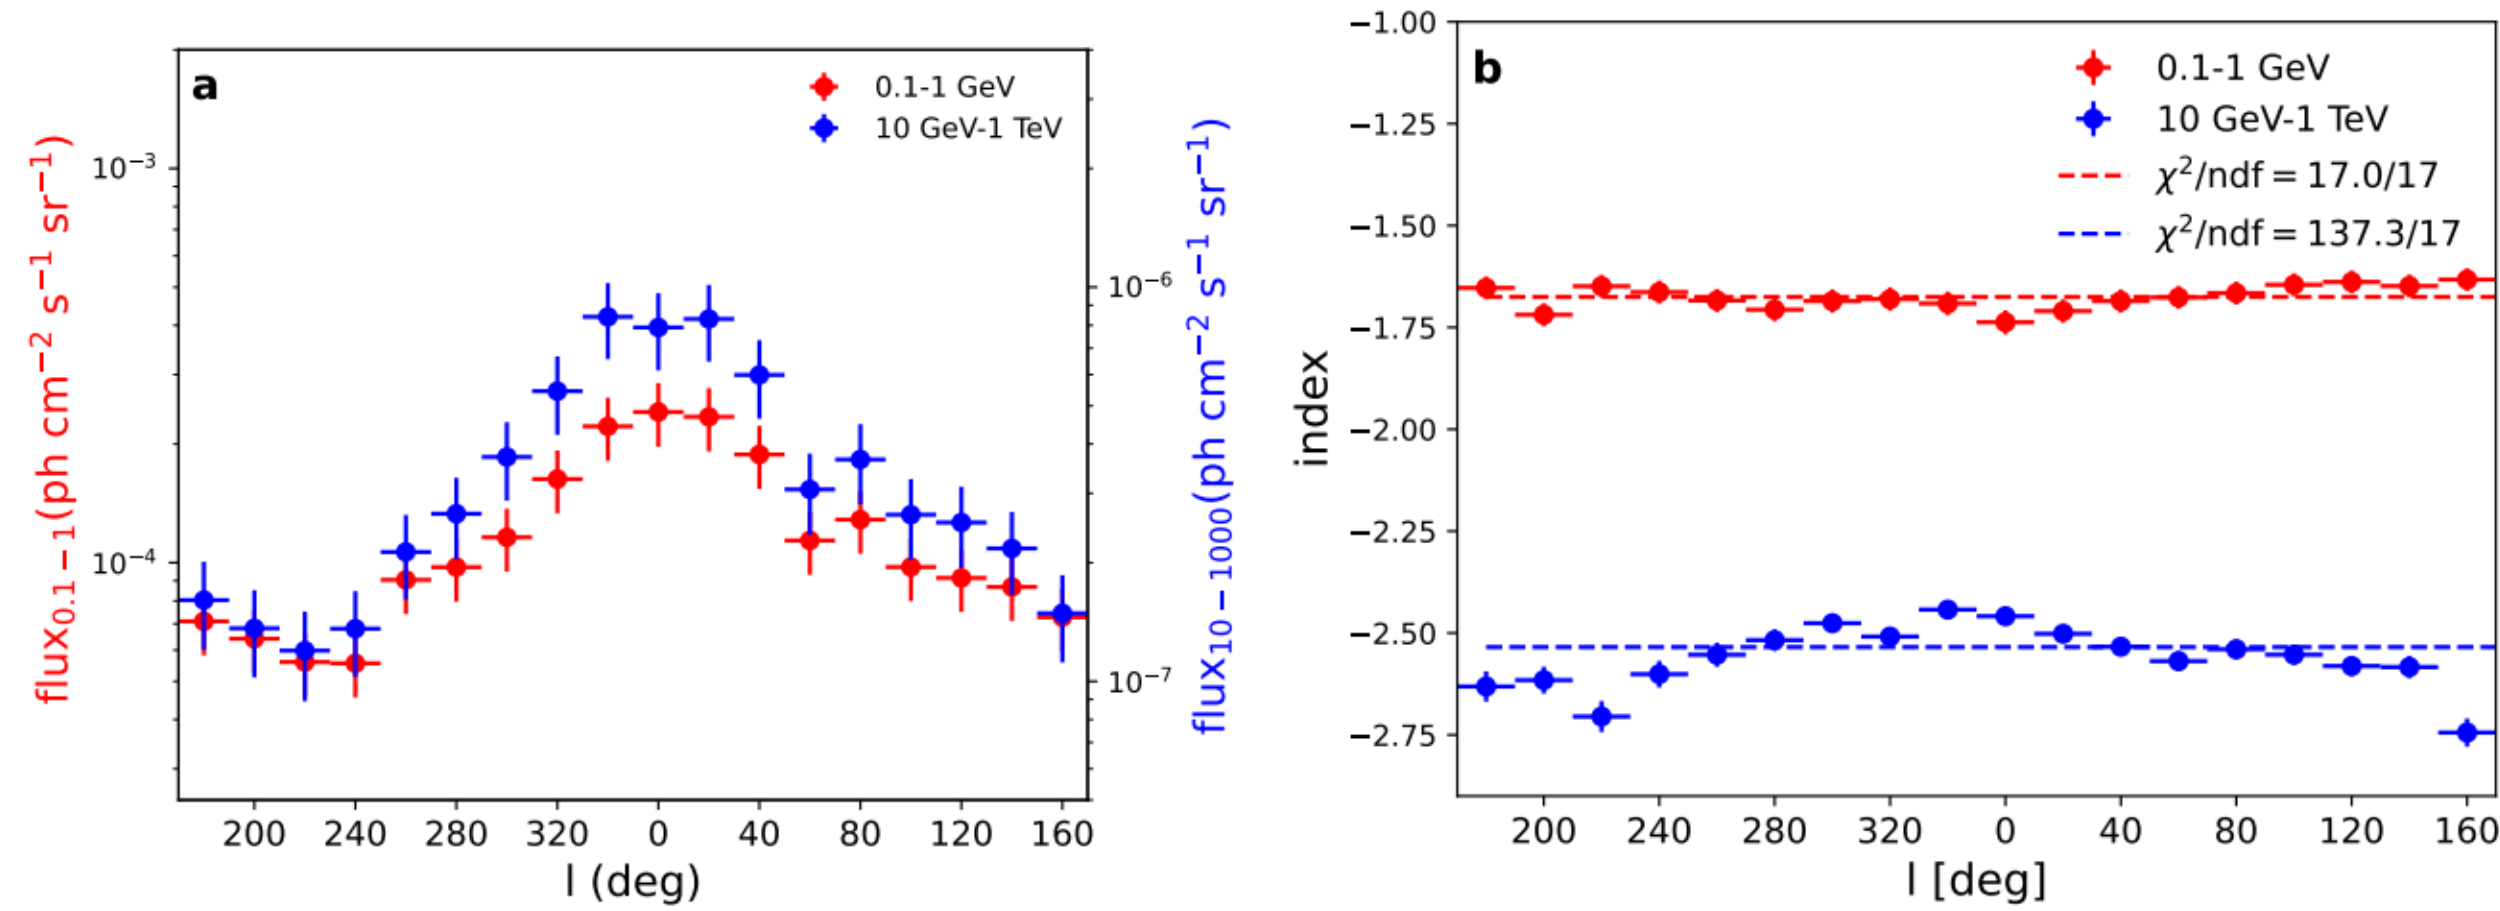 a
0.1-1 GeV
10 GeV-1 TeV
flux₀.₁₋₁(ph cm⁻² s⁻¹ sr⁻¹)
10⁻³
10⁻⁴
10⁻⁶
10⁻⁷
flux₁₀₋₁₀₀₀(ph cm⁻² s⁻¹ sr⁻¹)
200 240 280 320 0 40 80 120 160
l (deg)
b
0.1-1 GeV
10 GeV-1 TeV
χ²/ndf = 17.0/17
χ²/ndf = 137.3/17
index
−1.00
−1.25
−1.50
−1.75
−2.00
−2.25
−2.50
−2.75
200 240 280 320 0 40 80 120 160
l [deg]